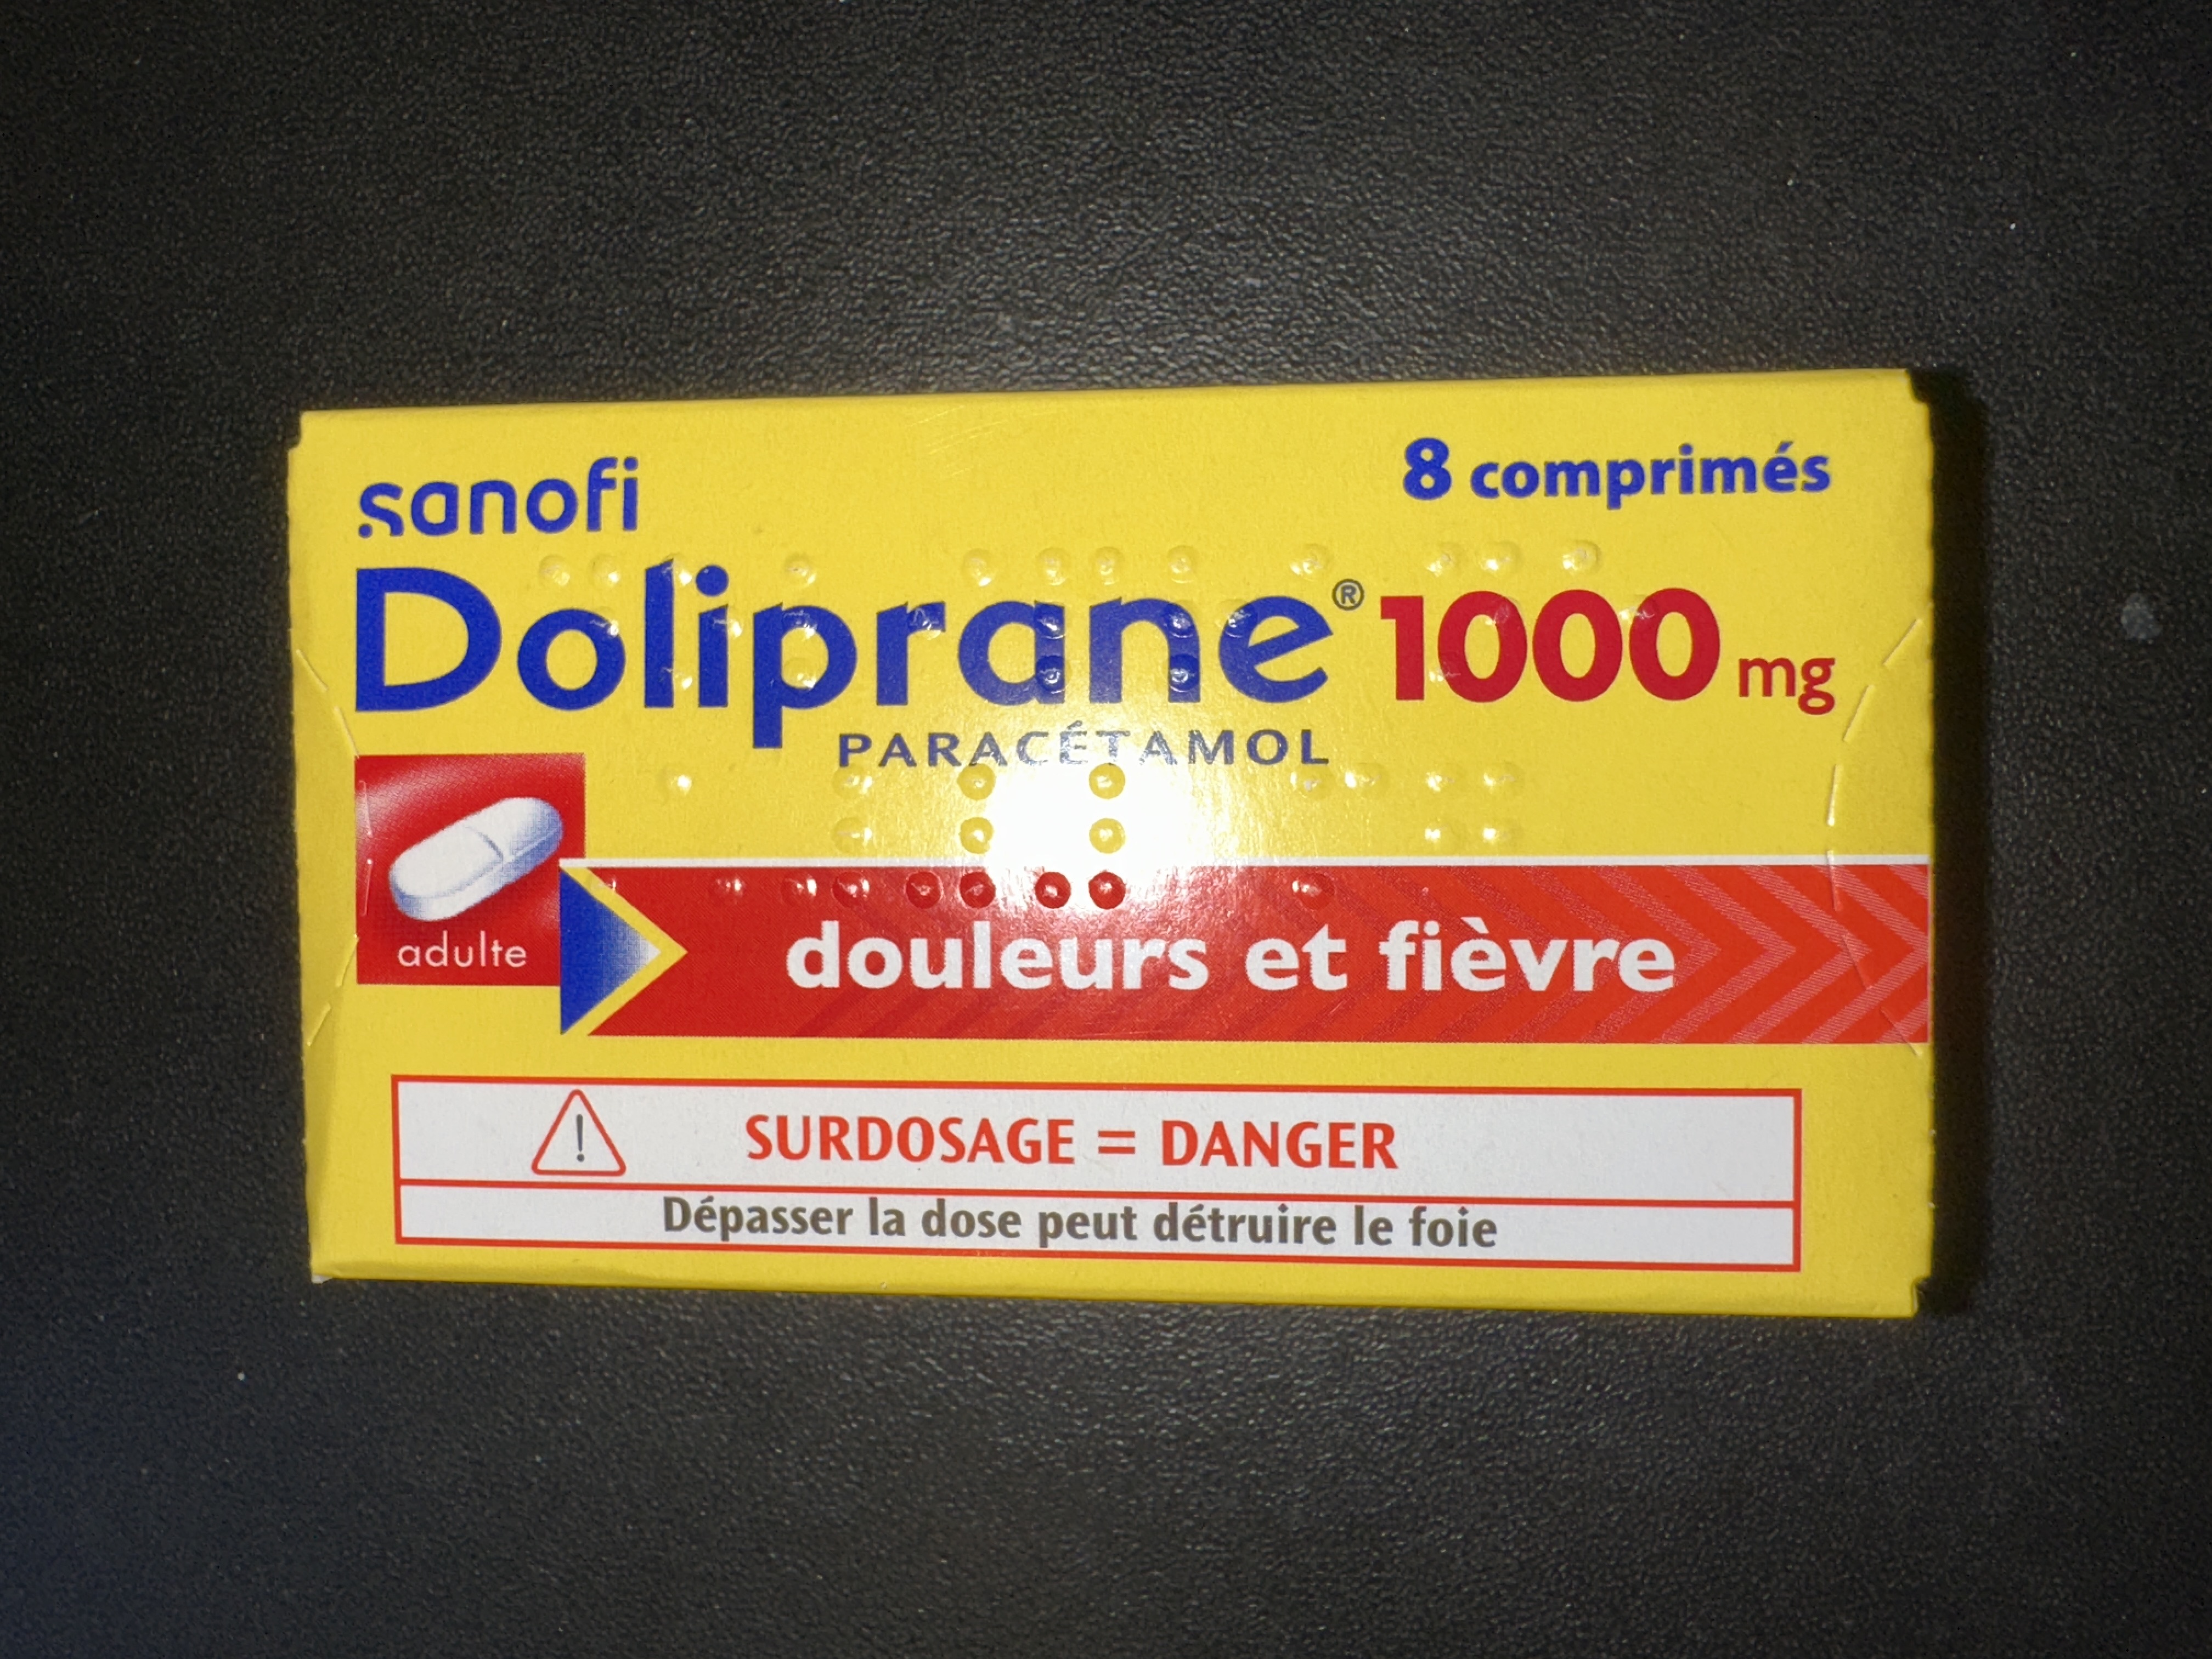 sanofi
8 comprimés
Doliprane® 1000 mg
PARACÉTAMOL
adulte
douleurs et fièvre
! SURDOSAGE = DANGER
Dépasser la dose peut détruire le foie